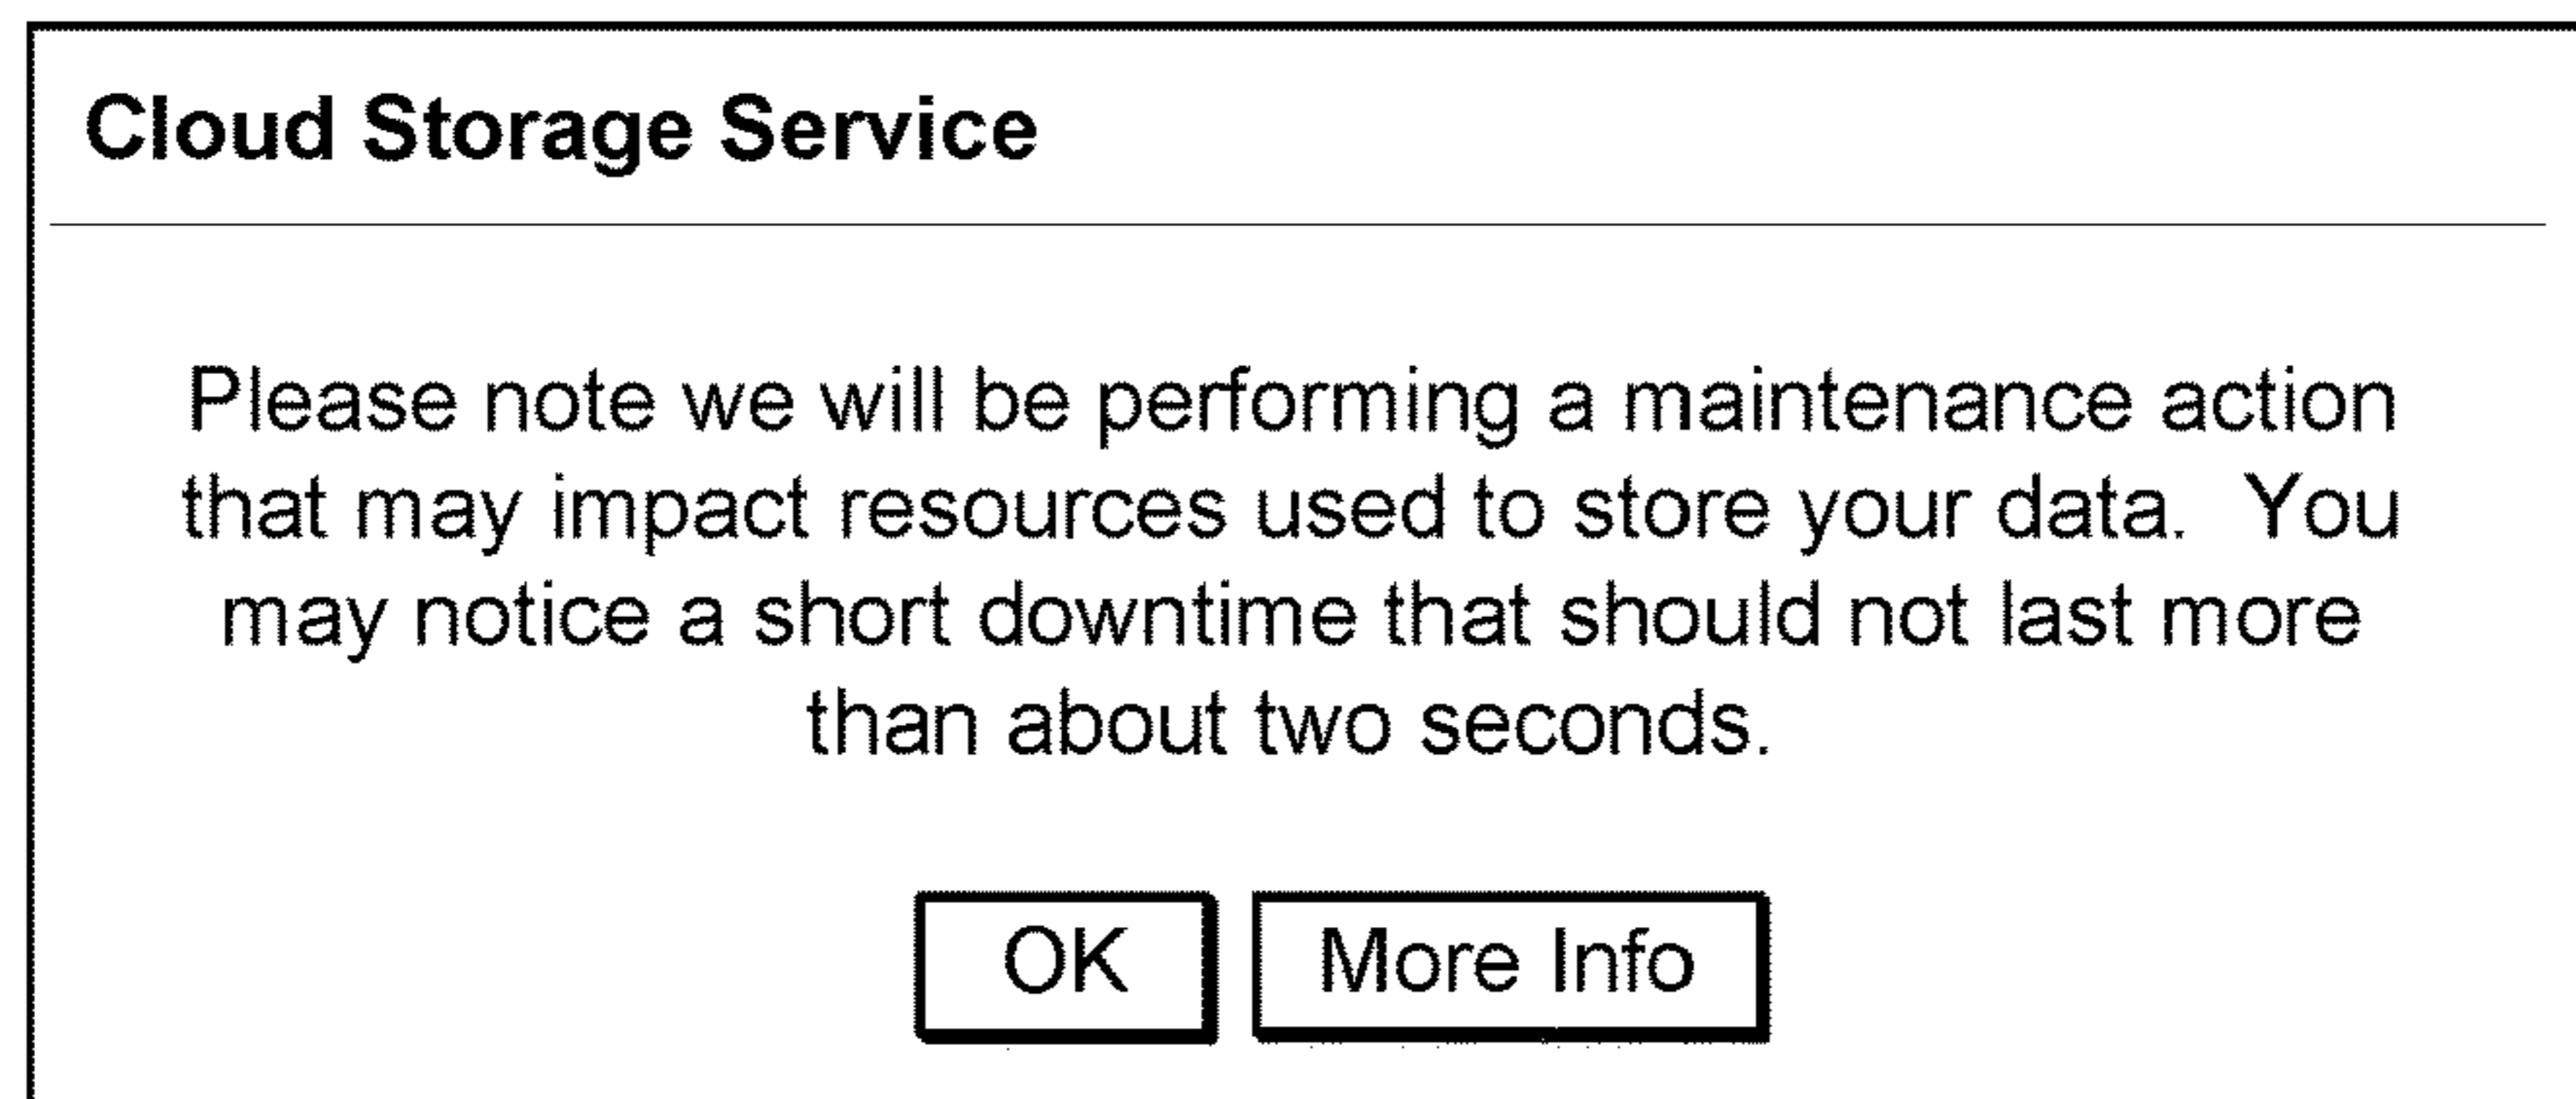 Cloud Storage Service
Please note we will be performing a maintenance action
that may impact resources used to store your data.  You
may notice a short downtime that should not last more
than about two seconds.
OK
More Info